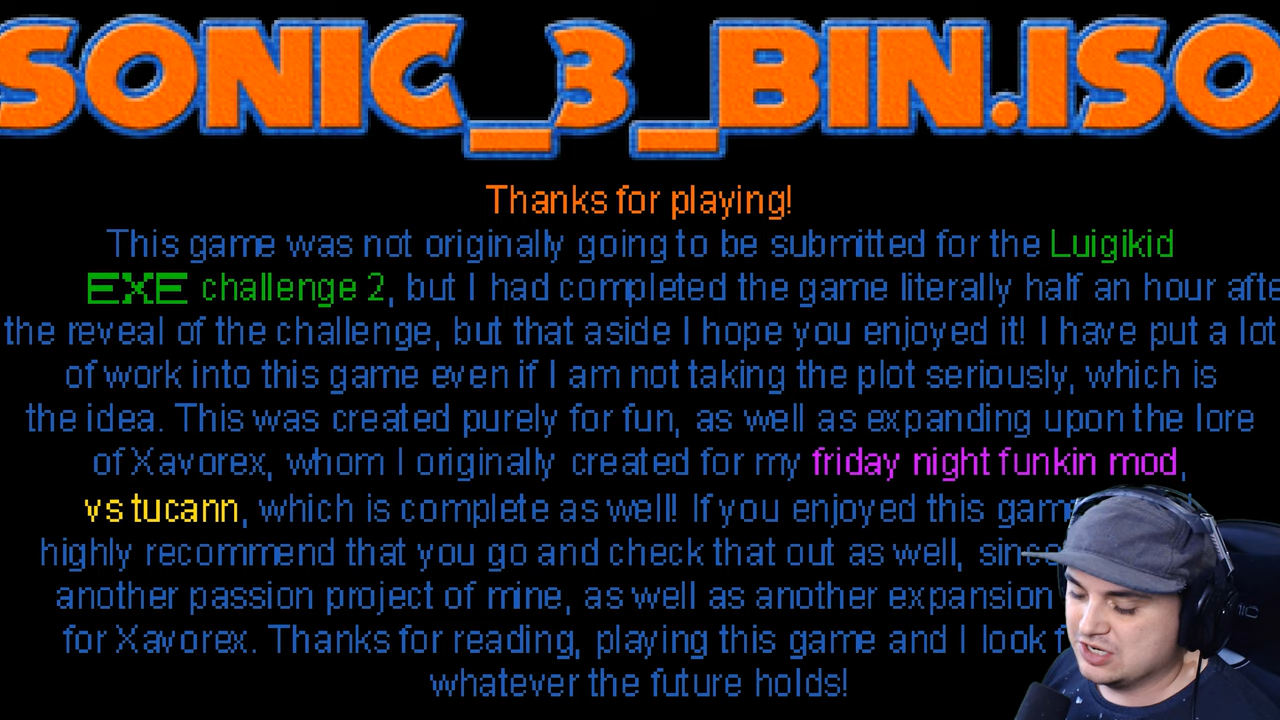 SONIC_3_BIN.ISO
Thanks for playing!
This game was not originally going to be submitted for the Luigikid
EXE challenge 2, but I had completed the game literally half an hour afte
the reveal of the challenge, but that aside I hope you enjoyed it! I have put a lot
of work into this game even if I am not taking the plot seriously, which is
the idea. This was created purely for fun, as well as expanding upon the lore
of Xavorex, whom I originally created for my friday night funkin mod,
vs tucann, which is complete as well! If you enjoyed this game
highly recommend that you go and check that out as well, since
another passion project of mine, as well as another expansion
for Xavorex. Thanks for reading, playing this game and I look
whatever the future holds!